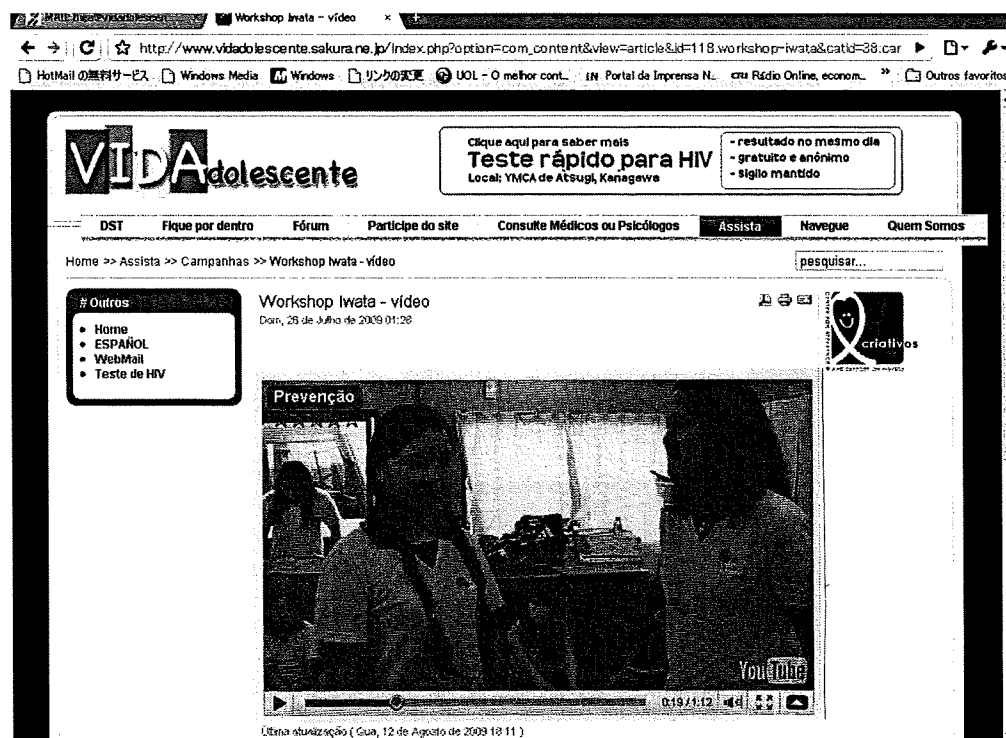 Workshop Iwata - vídeo
http://www.vidadolescente.sakura.ne.jp/index.php?option=com_content&view=article&id=118:workshop-iwata&catid=38:car
HotMail の無料サービス Windows Media Windows リンクの変更 UOL - O melhor cont... Portal da Imprensa N... Rádio Online, econom... » Outros favoritos
VIDAdolescente
Clique aqui para saber mais
Teste rápido para HIV
Local: YMCA de Atsugi, Kanagawa
- resultado no mesmo dia
- gratuito e anônimo
- sigilo mantido
DST Fique por dentro Fórum Participe do site Consulte Médicos ou Psicólogos Assista Navegue Quem Somos
Home >> Assista >> Campanhas >> Workshop Iwata - vídeo
pesquisar...
# Outros
• Home
• ESPAÑOL
• WebMail
• Teste de HIV
Workshop Iwata - vídeo
Dom, 26 de Julho de 2009 01:26
criativos
Prevenção
YouTube
0:19 / 1:12
Última atualização ( Qua, 12 de Agosto de 2009 18:11 )